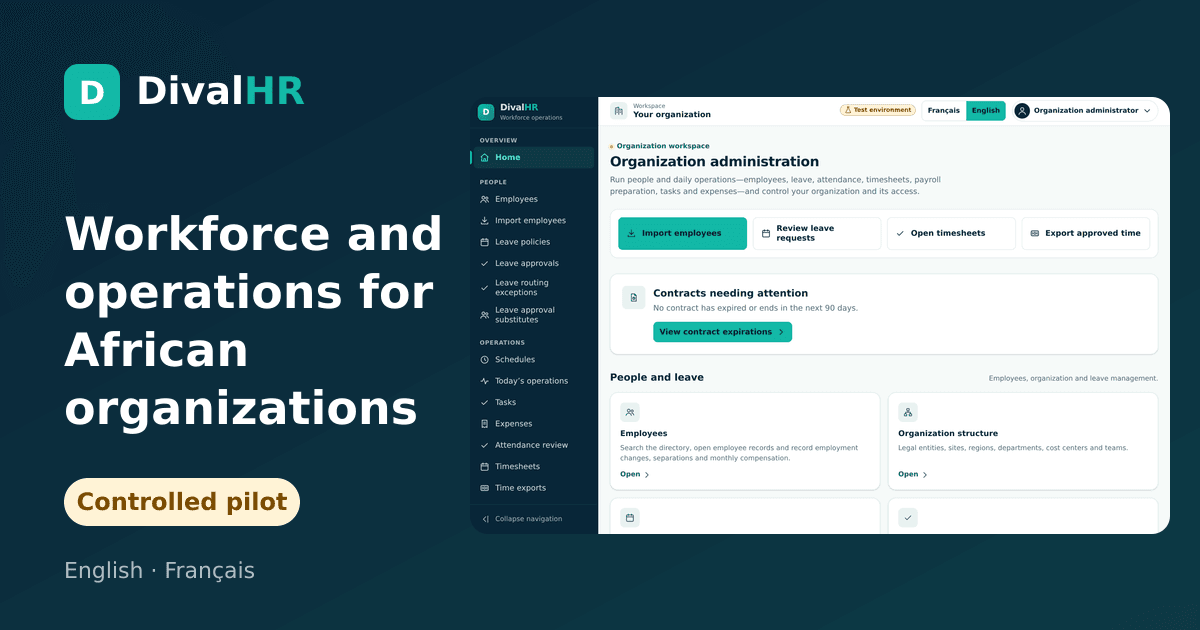 D DivalHR
Workforce and
operations for
African
organizations
Controlled pilot
English · Français
D DivalHR
Workforce operations
OVERVIEW
Home
PEOPLE
Employees
Import employees
Leave policies
Leave approvals
Leave routing
exceptions
Leave approval
substitutes
OPERATIONS
Schedules
Today's operations
Tasks
Expenses
Attendance review
Timesheets
Time exports
Collapse navigation
Workspace
Your organization
Test environment
Français English
Organization administrator
Organization workspace
Organization administration
Run people and daily operations—employees, leave, attendance, timesheets, payroll
preparation, tasks and expenses—and control your organization and its access.
Import employees
Review leave
requests
Open timesheets
Export approved time
Contracts needing attention
No contract has expired or ends in the next 90 days.
View contract expirations
People and leave
Employees, organization and leave management.
Employees
Search the directory, open employee records and record employment
changes, separations and monthly compensation.
Open
Organization structure
Legal entities, sites, regions, departments, cost centers and teams.
Open